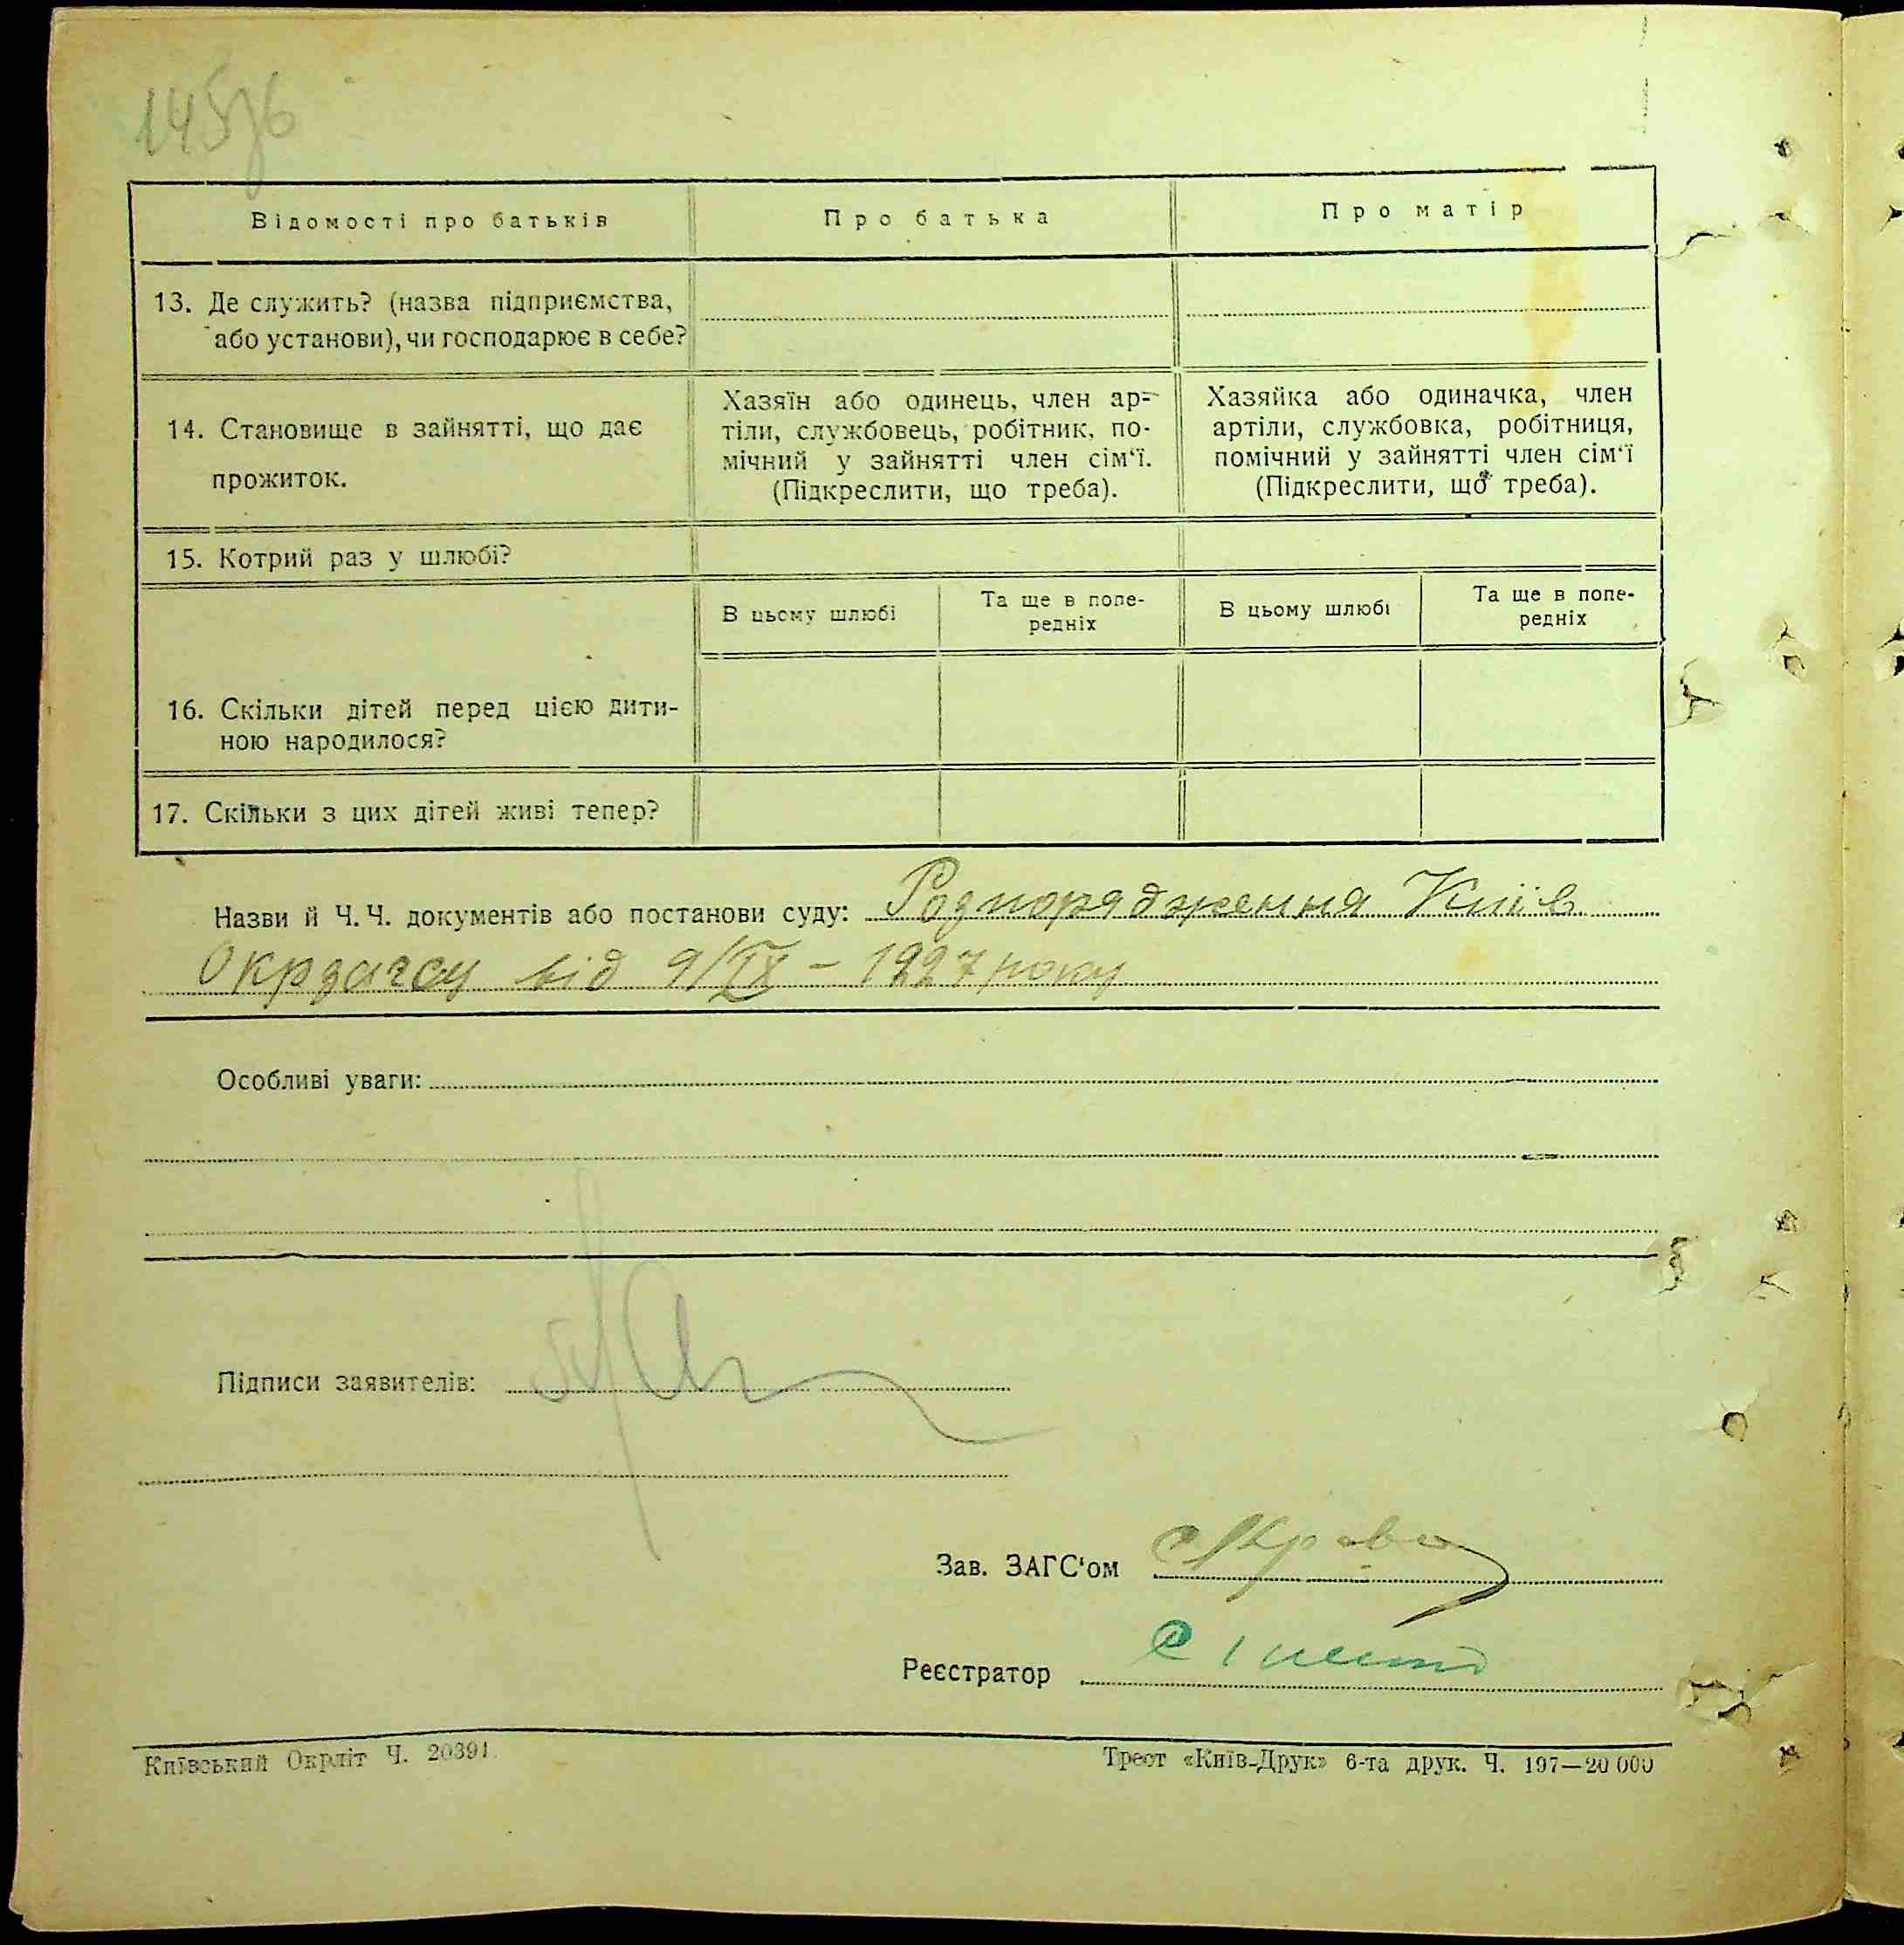 Відомості про батьків
Про батька
Про матір
13. Де служить? (назва підприємства,
або установи), чи господарює в себе?
14. Становище в зайнятті, що дає
прожиток.
Хазяїн або одинець, член ар-
тіли, службовець, робітник, по-
мічний у зайнятті член сім‘ї.
(Підкреслити, що треба).
Хазяйка або одиначка, член
артіли, службовка, робітниця,
помічний у зайнятті член сім‘ї
(Підкреслити, що треба).
15. Котрий раз у шлюбі?
В цьому шлюбі
Та ще в попе-
редніх
В цьому шлюбі
Та ще в попе-
редніх
16. Скільки дітей перед цією дити-
ною народилося?
17. Скільки з цих дітей живі тепер?
Назви й Ч. Ч. документів або постанови суду: Розпорядження Київ
Окрзагсу від 9/IX – 1927 року
Особливі уваги:
Підписи заявителів:
Зав. ЗАГС‘ом
Реєстратор
Київський Окрліт Ч. 20391
Трест «Київ-Друк» 6-та друк. Ч. 197—20 000